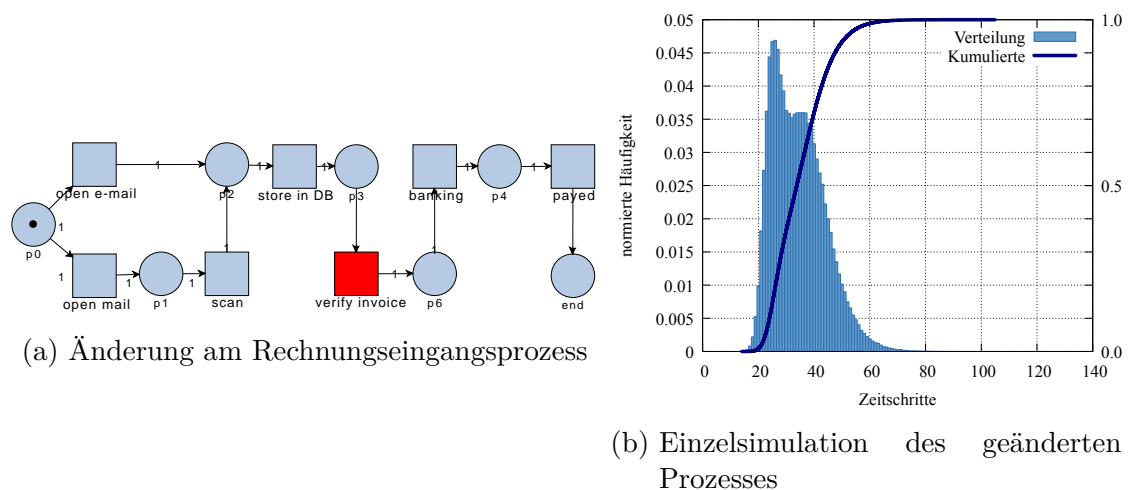 open e-mail
p2
store in DB
p3
banking
p4
payed
p0
open mail
p1
scan
verify invoice
p6
end
1
1
1
1
1
1
1
1
1
1
1
1
(a) Änderung am Rechnungseingangsprozess
0.05
0.045
0.04
0.035
0.03
0.025
0.02
0.015
0.01
0.005
0
normierte Häufigkeit
Verteilung
Kumulierte
1.0
0.5
0.0
0
20
40
60
80
100
120
140
Zeitschritte
(b) Einzelsimulation des geänderten
Prozesses